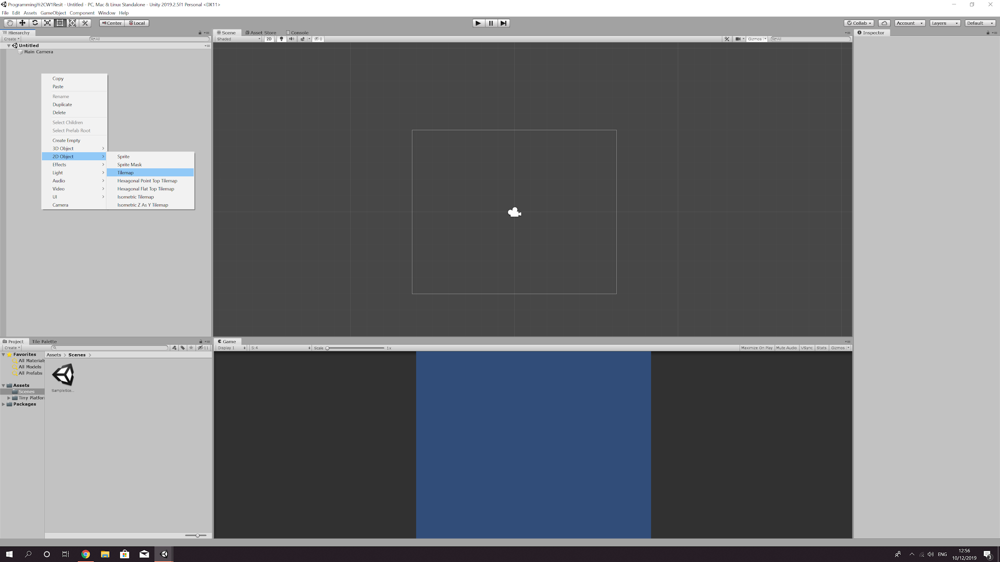 ProgrammingYr2CW1Resit - Untitled - PC, Mac & Linux Standalone - Unity 2019.2.5f1 Personal <DX11>
File Edit Assets GameObject Component Window Help
Center Local Collab Account Layers Default
Hierarchy Scene Asset Store Console Inspector
Create All Shaded 2D 0 Gizmos All
Untitled
Main Camera
Copy
Paste
Rename
Duplicate
Delete
Select Children
Select Prefab Root
Create Empty
3D Object
2D Object
Effects
Light
Audio
Video
UI
Camera
Sprite
Sprite Mask
Tilemap
Hexagonal Point Top Tilemap
Hexagonal Flat Top Tilemap
Isometric Tilemap
Isometric Z As Y Tilemap
Project Tile Palette Game
Create 11 Display 1 5:4 Scale 1x Maximize On Play Mute Audio VSync Stats Gizmos
Favorites
All Materials
All Models
All Prefabs
Assets
Scenes
Tiny Platfor
Packages
Assets Scenes
SampleSce...
ENG
12:56
10/12/2019
3